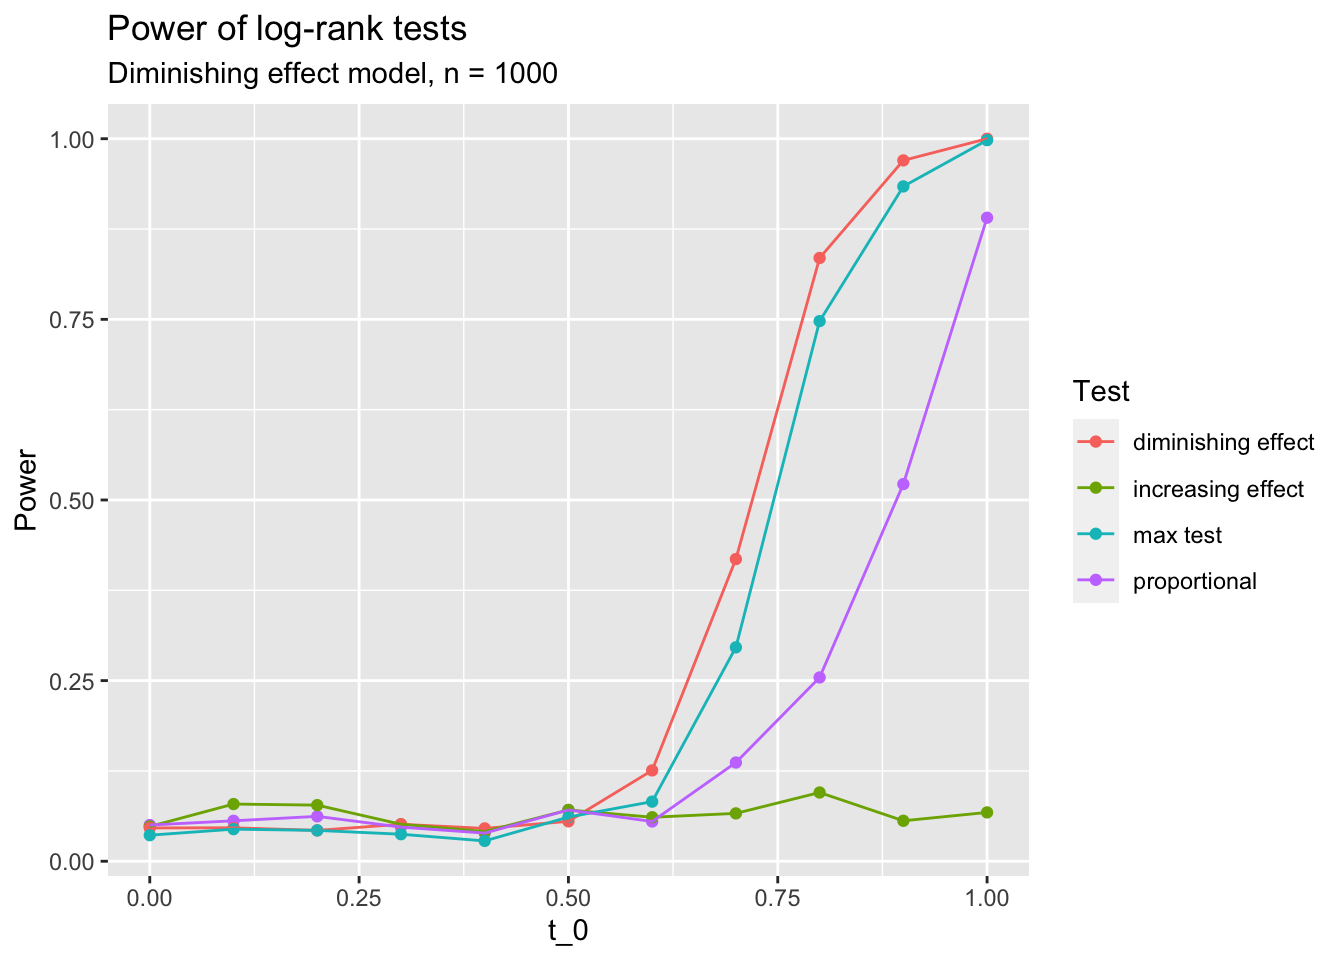 Power of log-rank tests
Diminishing effect model, n = 1000
1.00
0.75
0.50
0.25
0.00
Power
0.00 0.25 0.50 0.75 1.00
t_0
Test
diminishing effect
increasing effect
max test
proportional